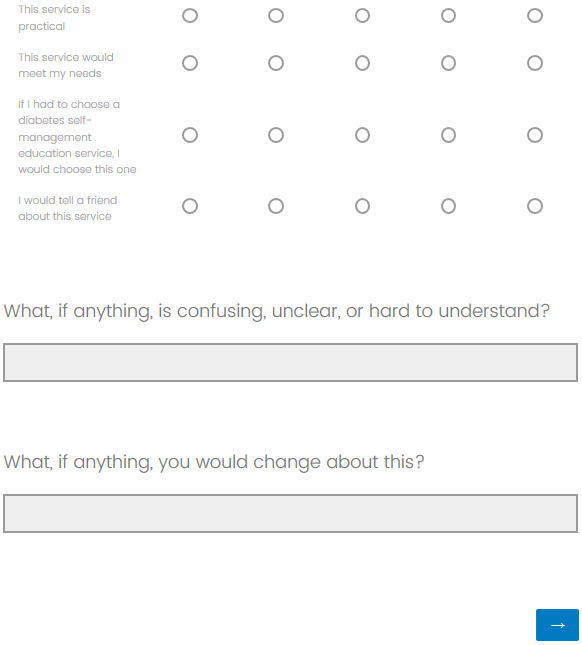 This service is
practical
This service would
meet my needs
If I had to choose a
diabetes self-
management
education service, I
would choose this one
I would tell a friend
about this service
What, if anything, is confusing, unclear, or hard to understand?
What, if anything, you would change about this?
→